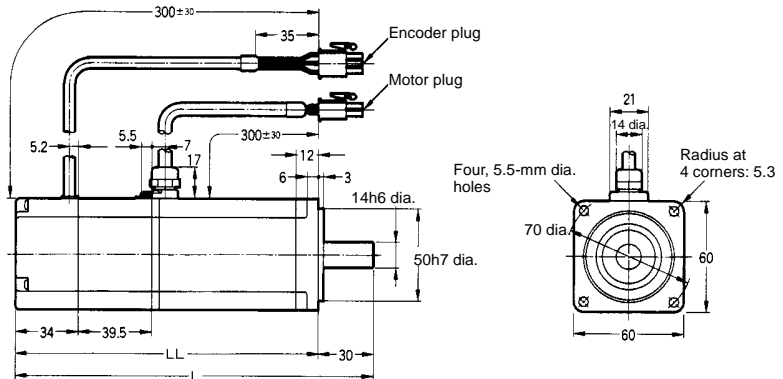 300±30
35
Encoder plug
Motor plug
300±30
5.2
5.5
7
17
12
6
3
14h6 dia.
50h7 dia.
34
39.5
LL
30
L
21
14 dia.
Four, 5.5-mm dia.
holes
Radius at
4 corners: 5.3
70 dia.
60
60